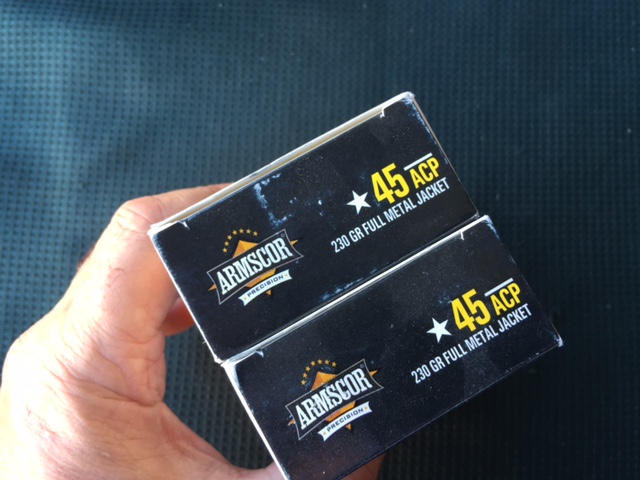 45 ACP
230 GR FULL METAL JACKET
ARMSCOR
PRECISION
45 ACP
230 GR FULL METAL JACKET
ARMSCOR
PRECISION